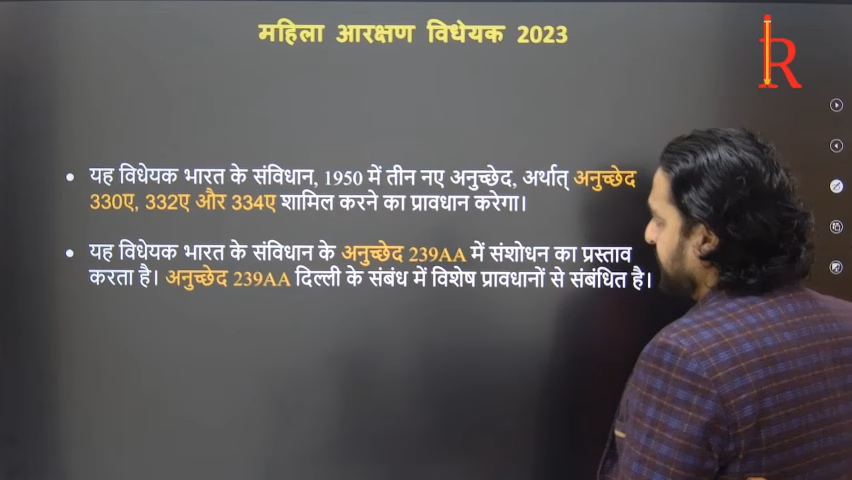 महिला आरक्षण विधेयक 2023
R
• यह विधेयक भारत के संविधान, 1950 में तीन नए अनुच्छेद, अर्थात् अनुच्छेद
330ए, 332ए और 334ए शामिल करने का प्रावधान करेगा।
• यह विधेयक भारत के संविधान के अनुच्छेद 239AA में संशोधन का प्रस्ताव
करता है। अनुच्छेद 239AA दिल्ली के संबंध में विशेष प्रावधानों से संबंधित है।